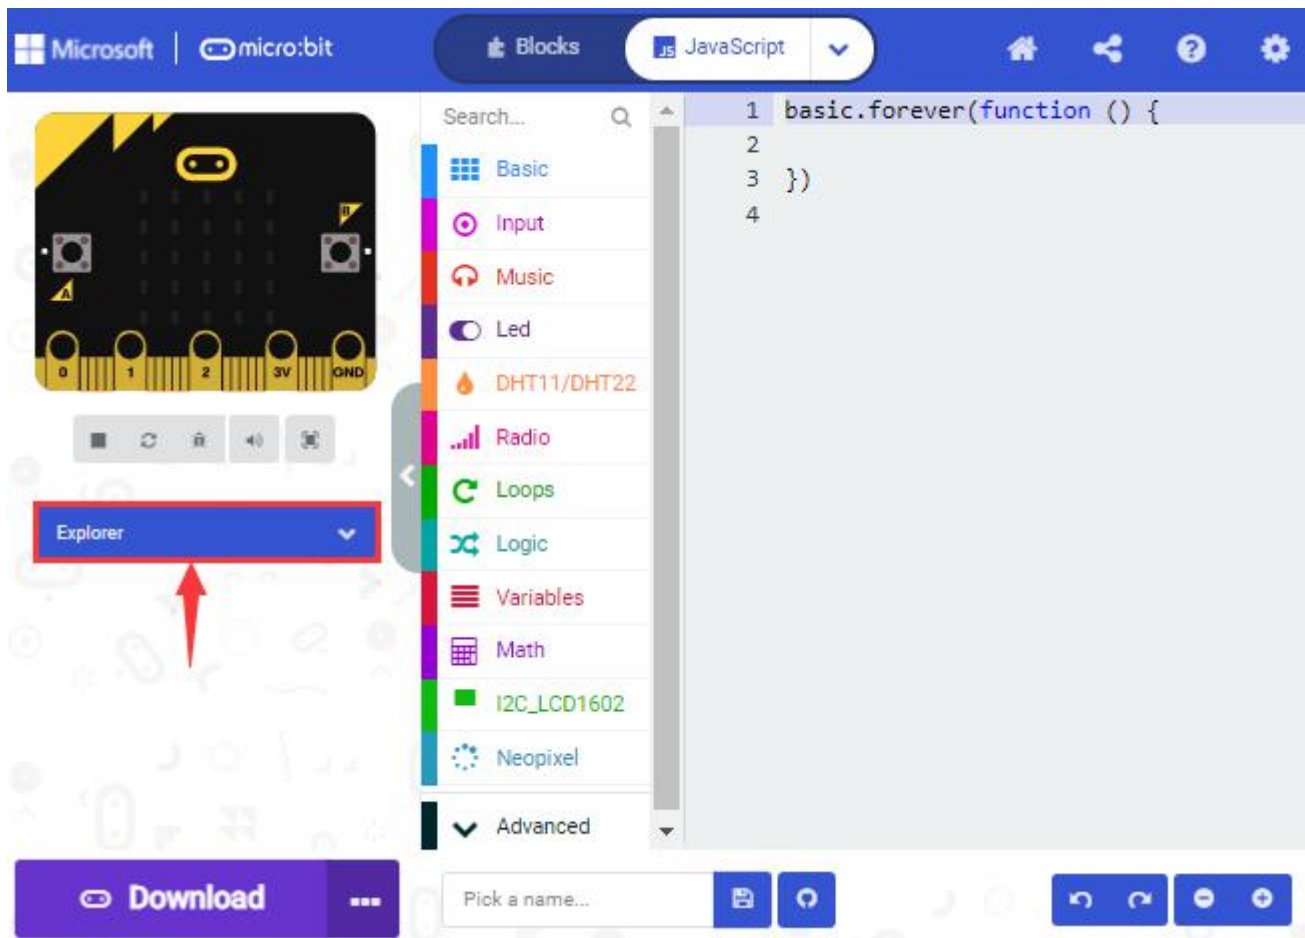 Microsoft
micro:bit
Blocks
JS JavaScript
B
A
0 1 2 3V GND
Explorer
Download
Search...
Basic
Input
Music
Led
DHT11/DHT22
Radio
Loops
Logic
Variables
Math
I2C_LCD1602
Neopixel
Advanced
1 basic.forever(function () {
2
3 })
4
Pick a name...